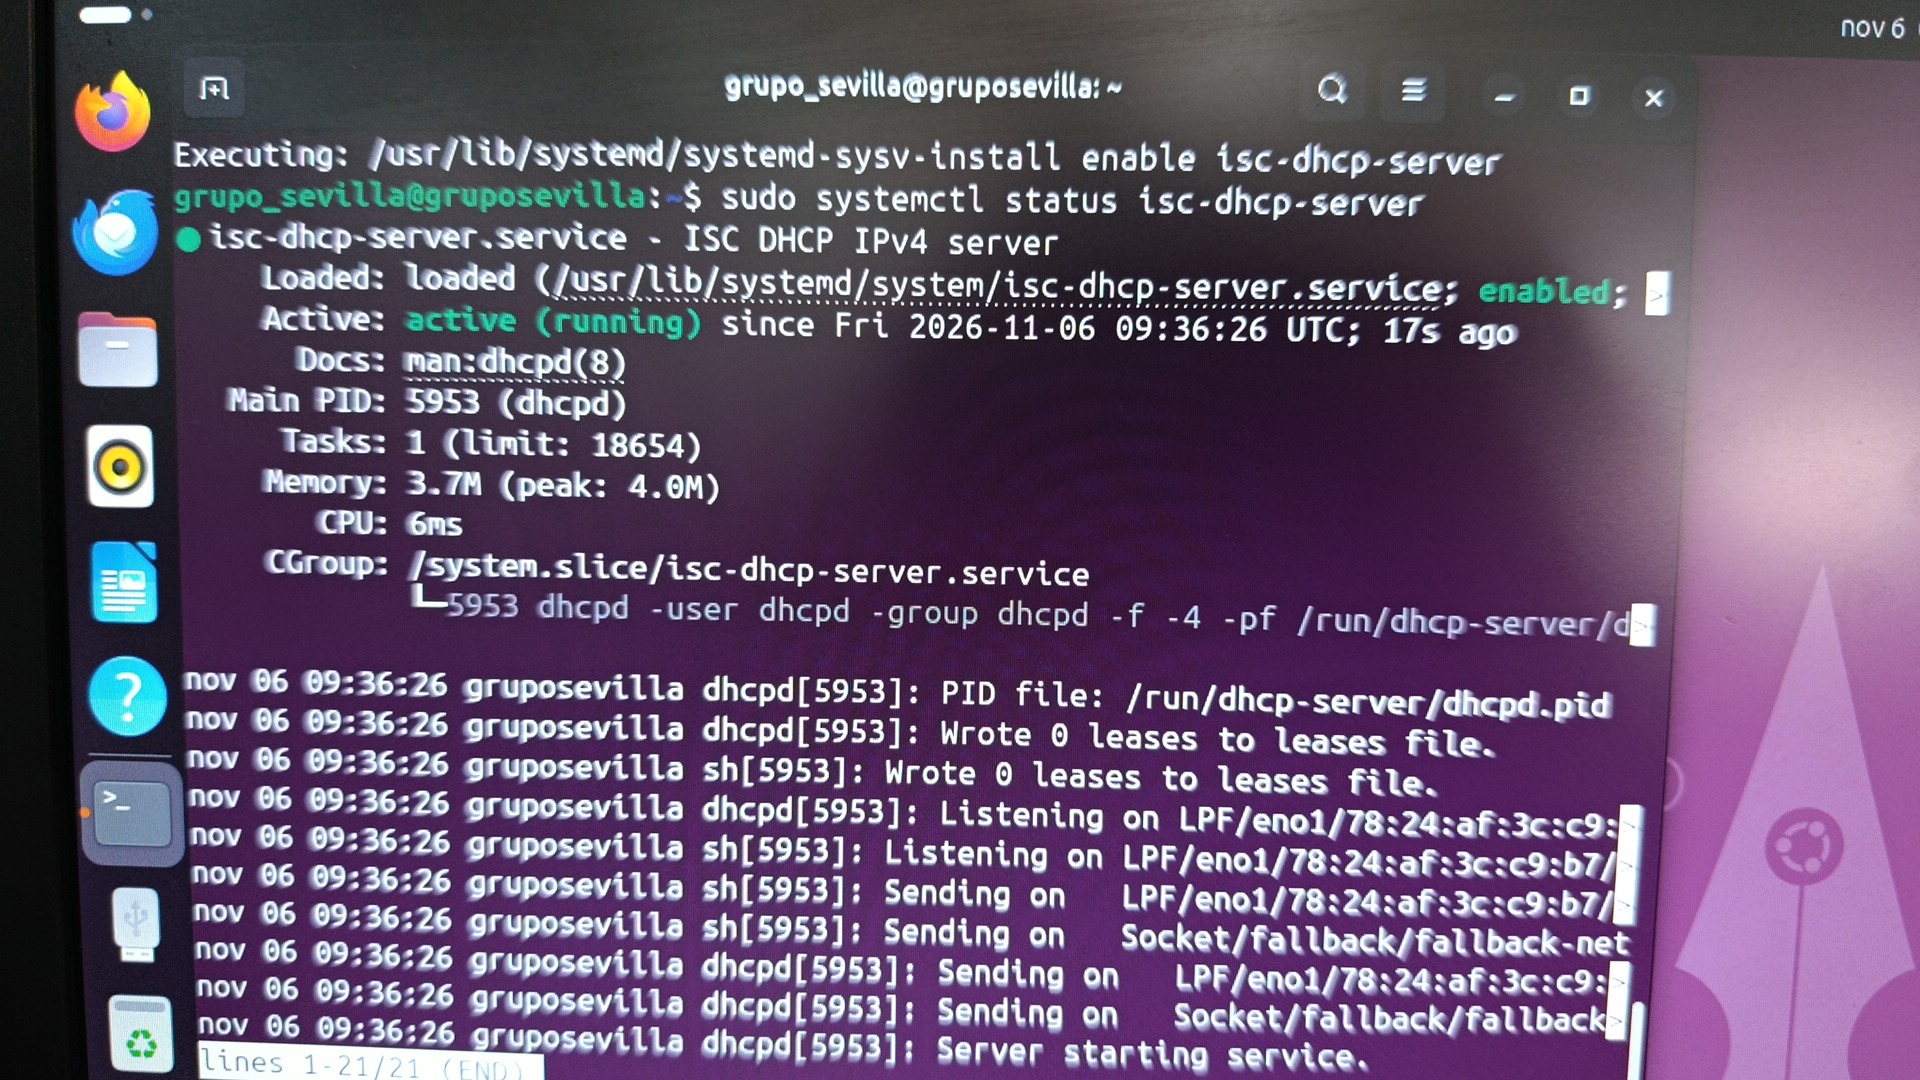 nov 6
grupo_sevilla@gruposevilla: ~
Executing: /usr/lib/systemd/systemd-sysv-install enable isc-dhcp-server
grupo_sevilla@gruposevilla:~$ sudo systemctl status isc-dhcp-server
● isc-dhcp-server.service - ISC DHCP IPv4 server
Loaded: loaded (/usr/lib/systemd/system/isc-dhcp-server.service; enabled; >
Active: active (running) since Fri 2026-11-06 09:36:26 UTC; 17s ago
Docs: man:dhcpd(8)
Main PID: 5953 (dhcpd)
Tasks: 1 (limit: 18654)
Memory: 3.7M (peak: 4.0M)
CPU: 6ms
CGroup: /system.slice/isc-dhcp-server.service
└─5953 dhcpd -user dhcpd -group dhcpd -f -4 -pf /run/dhcp-server/d>
nov 06 09:36:26 gruposevilla dhcpd[5953]: PID file: /run/dhcp-server/dhcpd.pid
nov 06 09:36:26 gruposevilla dhcpd[5953]: Wrote 0 leases to leases file.
nov 06 09:36:26 gruposevilla sh[5953]: Wrote 0 leases to leases file.
nov 06 09:36:26 gruposevilla dhcpd[5953]: Listening on LPF/eno1/78:24:af:3c:c9:>
nov 06 09:36:26 gruposevilla sh[5953]: Listening on LPF/eno1/78:24:af:3c:c9:b7/>
nov 06 09:36:26 gruposevilla sh[5953]: Sending on   LPF/eno1/78:24:af:3c:c9:b7/>
nov 06 09:36:26 gruposevilla sh[5953]: Sending on   Socket/fallback/fallback-net
nov 06 09:36:26 gruposevilla dhcpd[5953]: Sending on   LPF/eno1/78:24:af:3c:c9:>
nov 06 09:36:26 gruposevilla dhcpd[5953]: Sending on   Socket/fallback/fallback>
nov 06 09:36:26 gruposevilla dhcpd[5953]: Server starting service.
lines 1-21/21 (END)